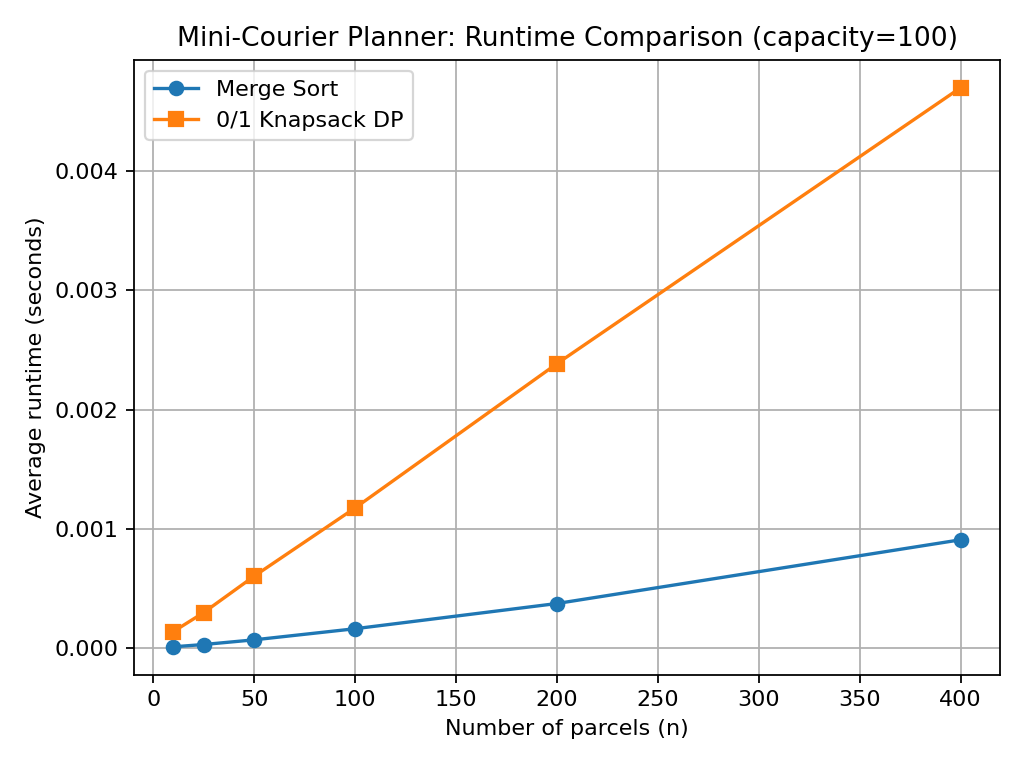 Mini-Courier Planner: Runtime Comparison (capacity=100)
Merge Sort
0/1 Knapsack DP
Average runtime (seconds)
0.004
0.003
0.002
0.001
0.000
0 50 100 150 200 250 300 350 400
Number of parcels (n)